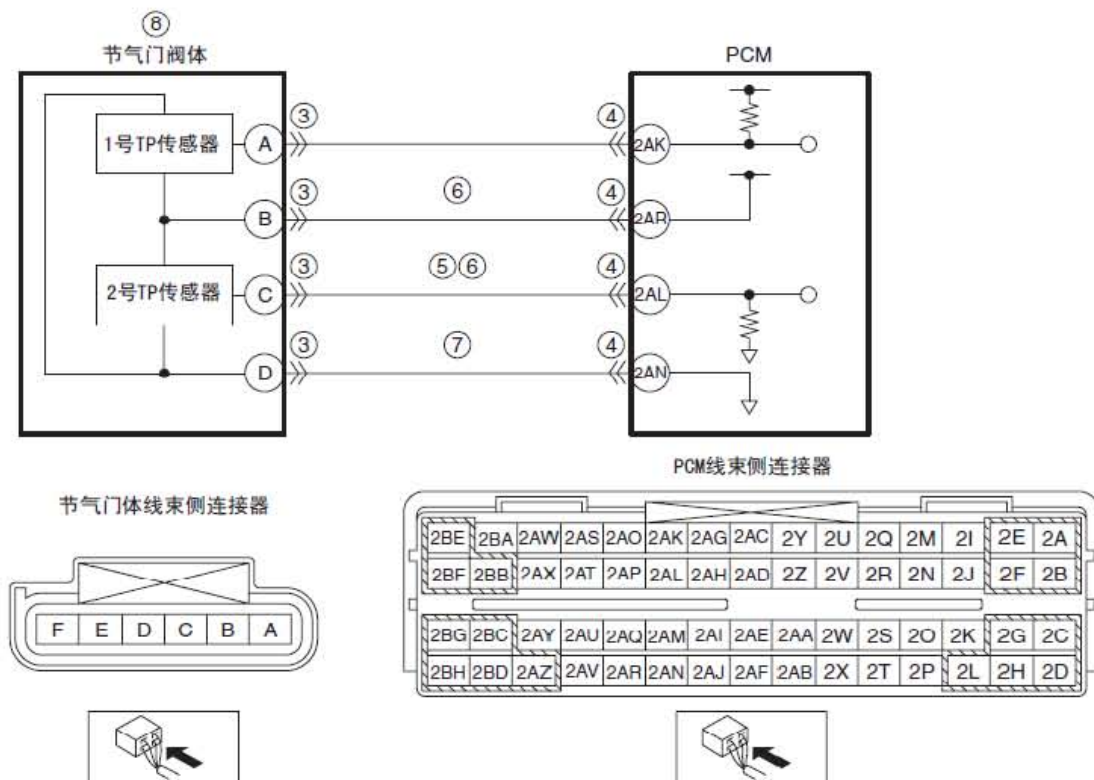 ⑧
节气门阀体
PCM
1号TP传感器
A
③
④
2AK
B
③
⑥
④
2AR
2号TP传感器
C
③
⑤⑥
④
2AL
D
③
⑦
④
2AN
节气门体线束侧连接器
F E D C B A
PCM线束侧连接器
2BE 2BA 2AW 2AS 2AO 2AK 2AG 2AC 2Y 2U 2Q 2M 2I 2E 2A
2BF 2BB 2AX 2AT 2AP 2AL 2AH 2AD 2Z 2V 2R 2N 2J 2F 2B
2BG 2BC 2AY 2AU 2AQ 2AM 2AI 2AE 2AA 2W 2S 2O 2K 2G 2C
2BH 2BD 2AZ 2AV 2AR 2AN 2AJ 2AF 2AB 2X 2T 2P 2L 2H 2D